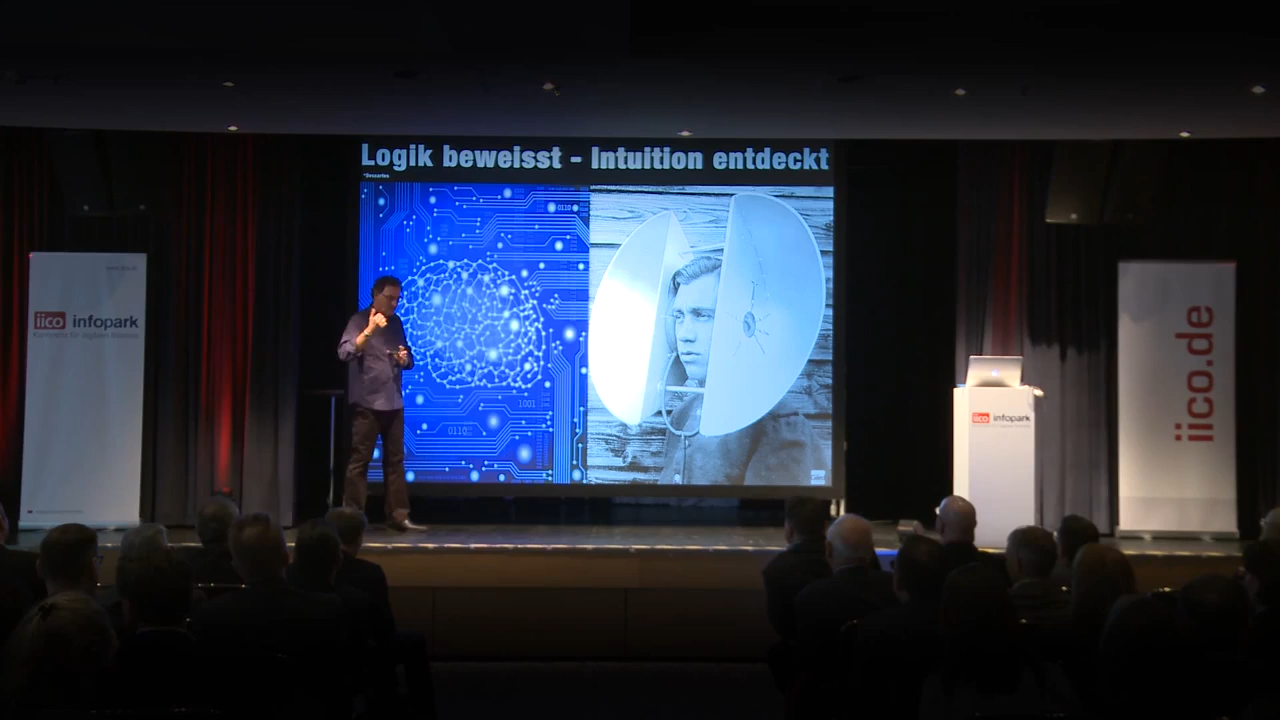 Logik beweisst - Intuition entdeckt
*Descartes
0110
1001
0110
iico infopark
iico infopark
iico.de